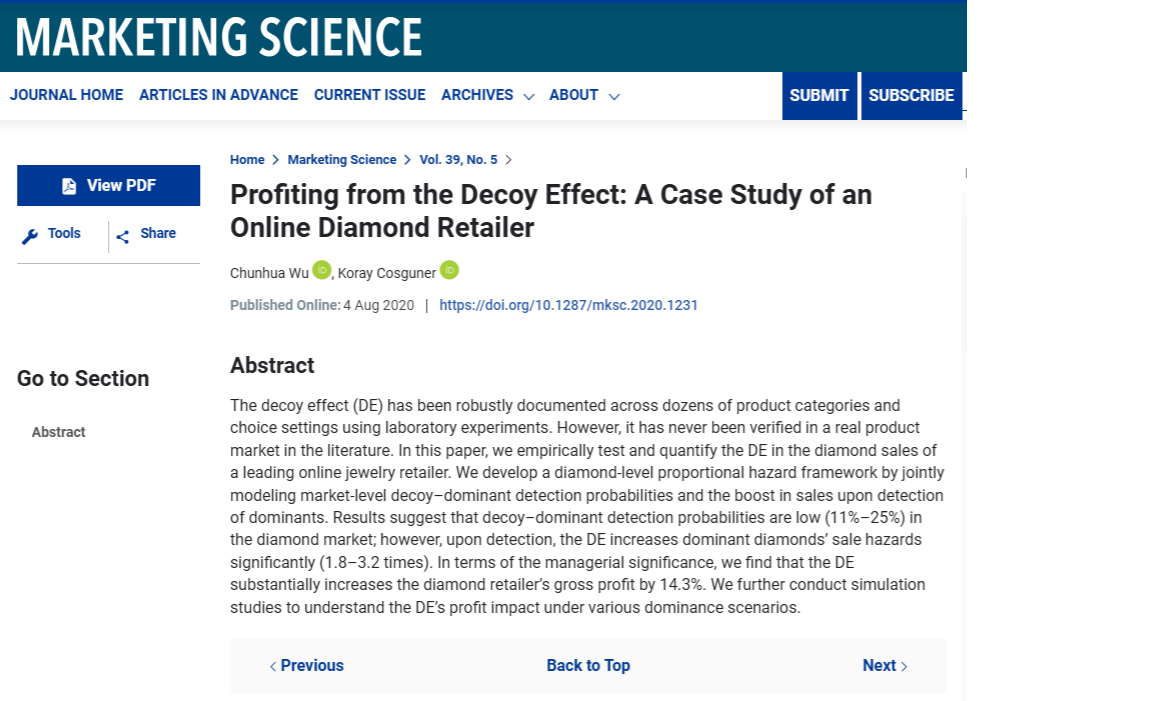 MARKETING SCIENCE
JOURNAL HOME ARTICLES IN ADVANCE CURRENT ISSUE ARCHIVES ABOUT SUBMIT SUBSCRIBE
Home > Marketing Science > Vol. 39, No. 5 >
View PDF
Tools Share
Profiting from the Decoy Effect: A Case Study of an
Online Diamond Retailer
Chunhua Wu iD, Koray Cosguner iD
Published Online: 4 Aug 2020 | https://doi.org/10.1287/mksc.2020.1231
Go to Section
Abstract
Abstract
The decoy effect (DE) has been robustly documented across dozens of product categories and
choice settings using laboratory experiments. However, it has never been verified in a real product
market in the literature. In this paper, we empirically test and quantify the DE in the diamond sales of
a leading online jewelry retailer. We develop a diamond-level proportional hazard framework by jointly
modeling market-level decoy–dominant detection probabilities and the boost in sales upon detection
of dominants. Results suggest that decoy–dominant detection probabilities are low (11%–25%) in
the diamond market; however, upon detection, the DE increases dominant diamonds’ sale hazards
significantly (1.8–3.2 times). In terms of the managerial significance, we find that the DE
substantially increases the diamond retailer’s gross profit by 14.3%. We further conduct simulation
studies to understand the DE’s profit impact under various dominance scenarios.
< Previous Back to Top Next >